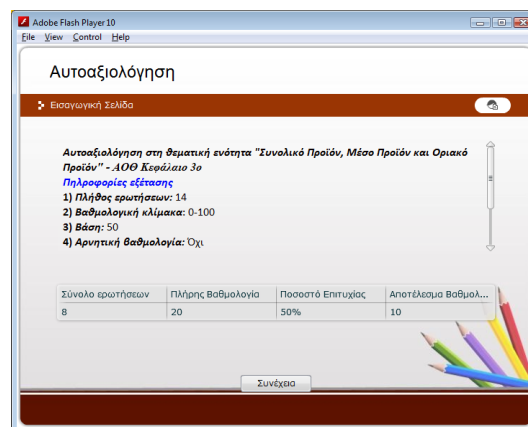 Adobe Flash Player 10
File View Control Help
Αυτοαξιολόγηση
Εισαγωγική Σελίδα
Αυτοαξιολόγηση στη θεματική ενότητα "Συνολικό Προϊόν, Μέσο Προϊόν και Οριακό
Προϊόν" - ΑΟΘ Κεφάλαιο 3ο
Πληροφορίες εξέτασης
1) Πλήθος ερωτήσεων: 14
2) Βαθμολογική κλίμακα: 0-100
3) Βάση: 50
4) Αρνητική βαθμολογία: Όχι
Σύνολο ερωτήσεων Πλήρης Βαθμολογία Ποσοστό Επιτυχίας Αποτέλεσμα Βαθμολ...
8 20 50% 10
Συνέχεια